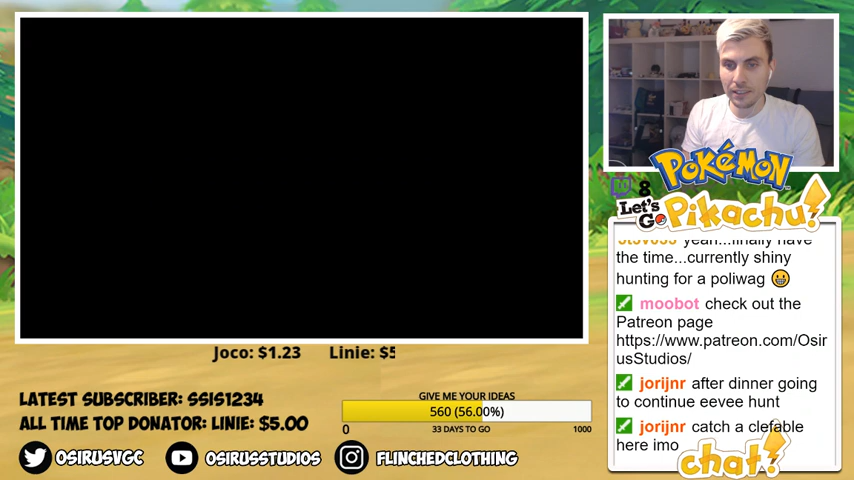 POKéMON
8
Let's Go
Pikachu!
yeah...finally have
the time...currently shiny
hunting for a poliwag 😀
moobot check out the
Patreon page
https://www.patreon.com/Osir
usStudios/
jorijnr after dinner going
to continue eevee hunt
jorijnr catch a clefable
here imo
chat!
Joco: $1.23 Linie: $5
LATEST SUBSCRIBER: SSIS1234
ALL TIME TOP DONATOR: LINIE: $5.00
GIVE ME YOUR IDEAS
560 (56.00%)
0 33 DAYS TO GO 1000
OSIRUSVGC OSIRUSSTUDIOS FLINCHEDCLOTHING